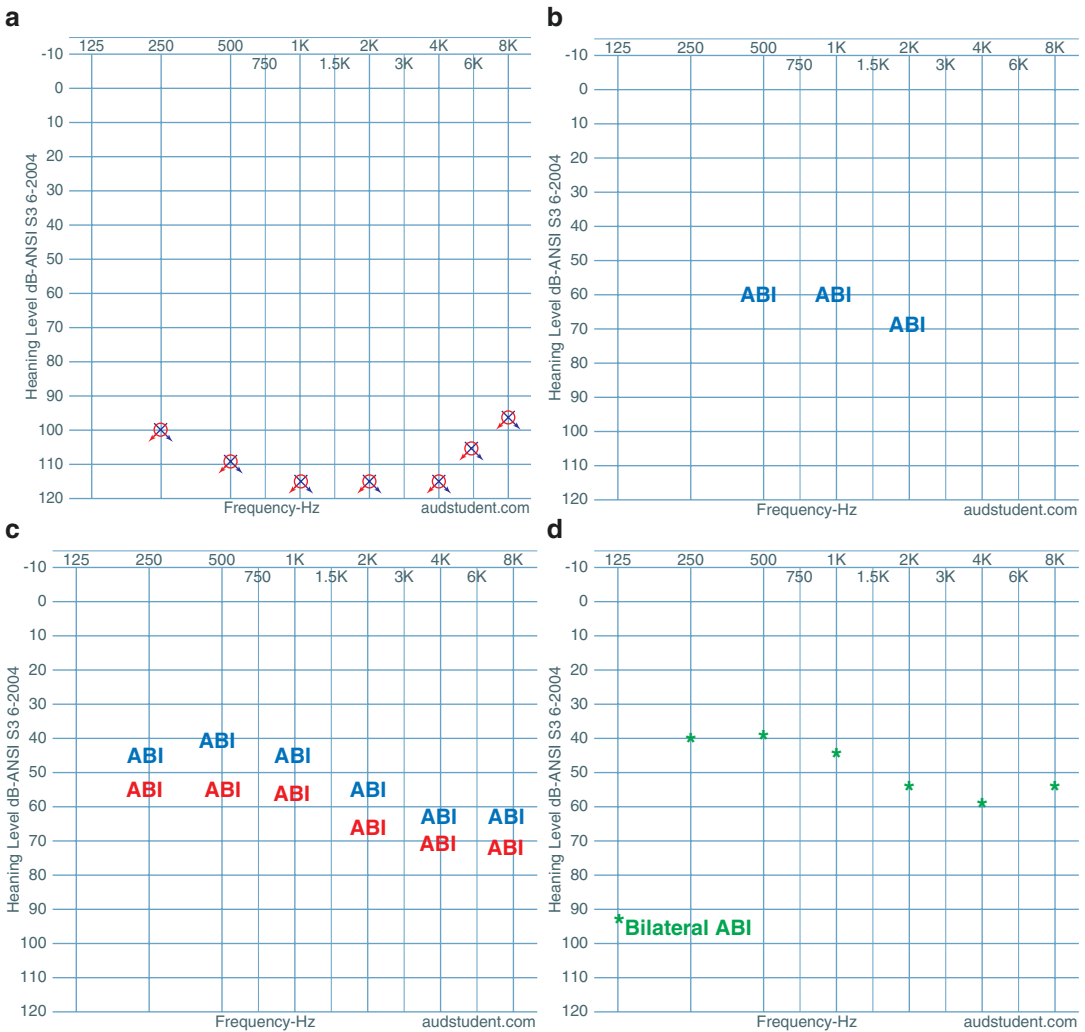 a
125 250 500 1K 2K 4K 8K
750 1.5K 3K 6K
-10
0
10
20
30
40
50
60
70
80
90
100
110
120
Heaning Level dB-ANSI S3 6-2004
Frequency-Hz audstudent.com
b
125 250 500 1K 2K 4K 8K
750 1.5K 3K 6K
-10
0
10
20
30
40
50
60
70
80
90
100
110
120
Heaning Level dB-ANSI S3 6-2004
ABI ABI
ABI
Frequency-Hz audstudent.com
c
125 250 500 1K 2K 4K 8K
750 1.5K 3K 6K
-10
0
10
20
30
40
50
60
70
80
90
100
110
120
Heaning Level dB-ANSI S3 6-2004
ABI ABI ABI ABI ABI ABI
ABI ABI ABI ABI ABI ABI
Frequency-Hz audstudent.com
d
125 250 500 1K 2K 4K 8K
750 1.5K 3K 6K
-10
0
10
20
30
40
50
60
70
80
90
100
110
120
Heaning Level dB-ANSI S3 6-2004
* * * * * * *
*Bilateral ABI
Frequency-Hz audstudent.com